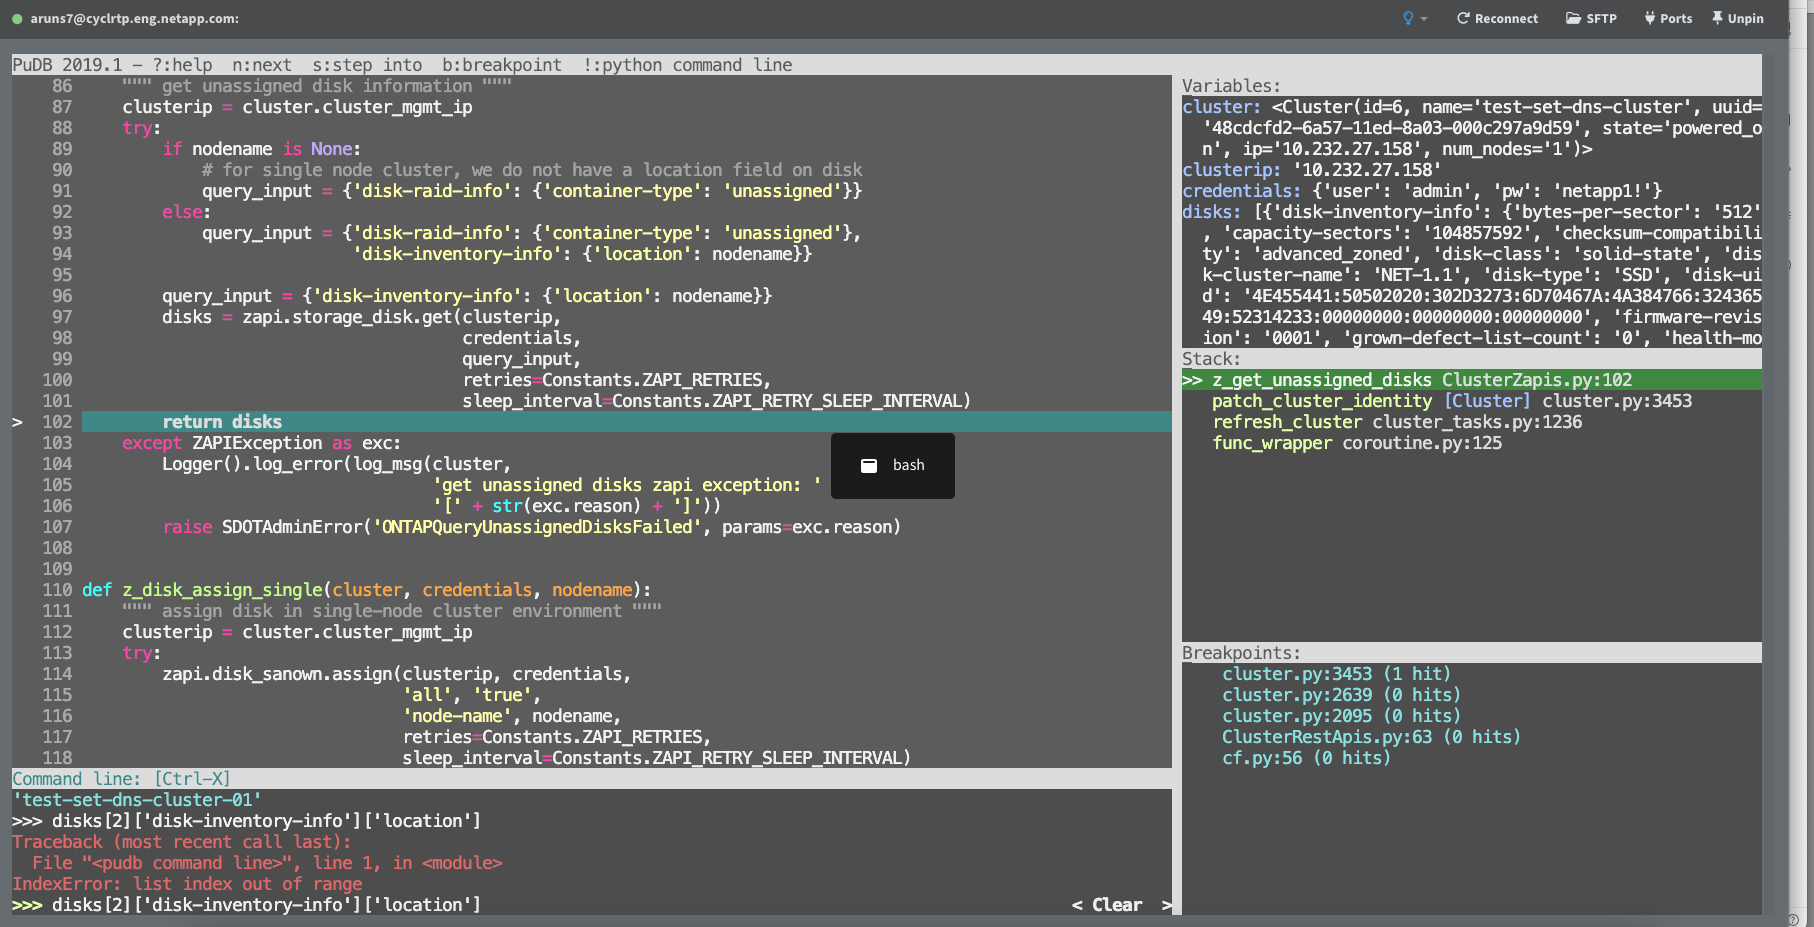 aruns7@cyclrtp.eng.netapp.com:
Reconnect SFTP Ports Unpin
PuDB 2019.1 - ?:help  n:next  s:step into  b:breakpoint  !:python command line
86     """" get unassigned disk information """"
87     clusterip = cluster.cluster_mgmt_ip
88     try:
89         if nodename is None:
90             # for single node cluster, we do not have a location field on disk
91             query_input = {'disk-raid-info': {'container-type': 'unassigned'}}
92         else:
93             query_input = {'disk-raid-info': {'container-type': 'unassigned'},
94                            'disk-inventory-info': {'location': nodename}}
95
96         query_input = {'disk-inventory-info': {'location': nodename}}
97         disks = zapi.storage_disk.get(clusterip,
98                                       credentials,
99                                       query_input,
100                                       retries=Constants.ZAPI_RETRIES,
101                                       sleep_interval=Constants.ZAPI_RETRY_SLEEP_INTERVAL)
> 102         return disks
103     except ZAPIException as exc:
104         Logger().log_error(log_msg(cluster,
105                                    'get unassigned disks zapi exception: '
106                                    '[' + str(exc.reason) + ']'))
107         raise SDOTAdminError('ONTAPQueryUnassignedDisksFailed', params=exc.reason)
108
109
110 def z_disk_assign_single(cluster, credentials, nodename):
111     """" assign disk in single-node cluster environment """"
112     clusterip = cluster.cluster_mgmt_ip
113     try:
114         zapi.disk_sanown.assign(clusterip, credentials,
115                                 'all', 'true',
116                                 'node-name', nodename,
117                                 retries=Constants.ZAPI_RETRIES,
118                                 sleep_interval=Constants.ZAPI_RETRY_SLEEP_INTERVAL)
bash
Command line: [Ctrl-X]
'test-set-dns-cluster-01'
>>> disks[2]['disk-inventory-info']['location']
Traceback (most recent call last):
  File "<pudb command line>", line 1, in <module>
IndexError: list index out of range
>>> disks[2]['disk-inventory-info']['location']
< Clear  >
Variables:
cluster: <Cluster(id=6, name='test-set-dns-cluster', uuid=
'48cdcfd2-6a57-11ed-8a03-000c297a9d59', state='powered_o
n', ip='10.232.27.158', num_nodes='1')>
clusterip: '10.232.27.158'
credentials: {'user': 'admin', 'pw': 'netapp1!'}
disks: [{'disk-inventory-info': {'bytes-per-sector': '512'
, 'capacity-sectors': '104857592', 'checksum-compatibili
ty': 'advanced_zoned', 'disk-class': 'solid-state', 'dis
k-cluster-name': 'NET-1.1', 'disk-type': 'SSD', 'disk-ui
d': '4E455441:50502020:302D3273:6D70467A:4A384766:324365
49:52314233:00000000:00000000:00000000', 'firmware-revis
ion': '0001', 'grown-defect-list-count': '0', 'health-mo
Stack:
>> z_get_unassigned_disks ClusterZapis.py:102
patch_cluster_identity [Cluster] cluster.py:3453
refresh_cluster cluster_tasks.py:1236
func_wrapper coroutine.py:125
Breakpoints:
cluster.py:3453 (1 hit)
cluster.py:2639 (0 hits)
cluster.py:2095 (0 hits)
ClusterRestApis.py:63 (0 hits)
cf.py:56 (0 hits)